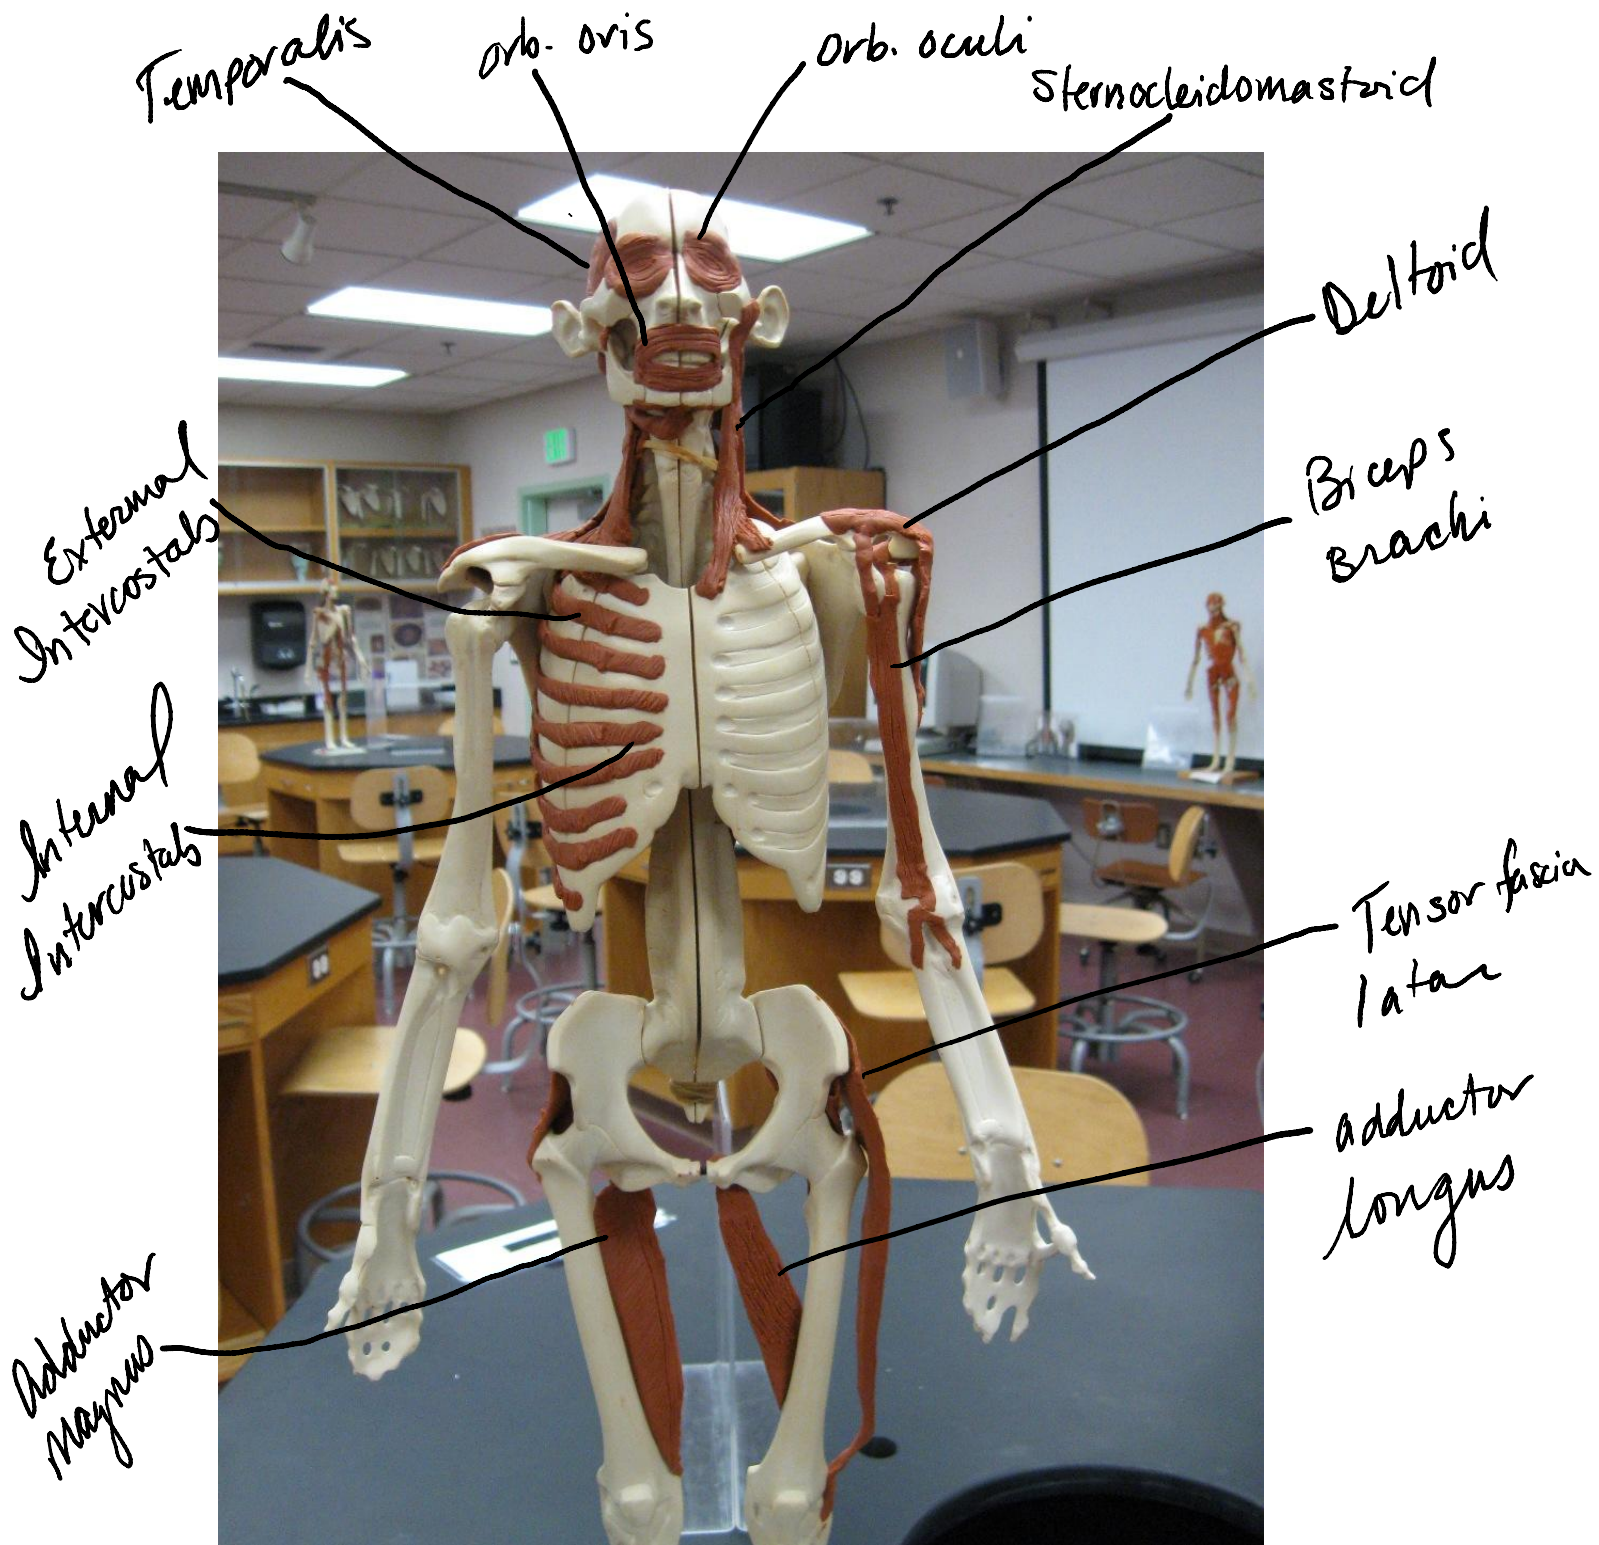 Temporalis
orb. oris
orb. oculi
Sternocleidomastoid
Deltoid
External
Intercostals
Biceps
Brachi
Internal
Intercostals
Tensor fascia
latae
adductor
longus
adductor
magnus
99